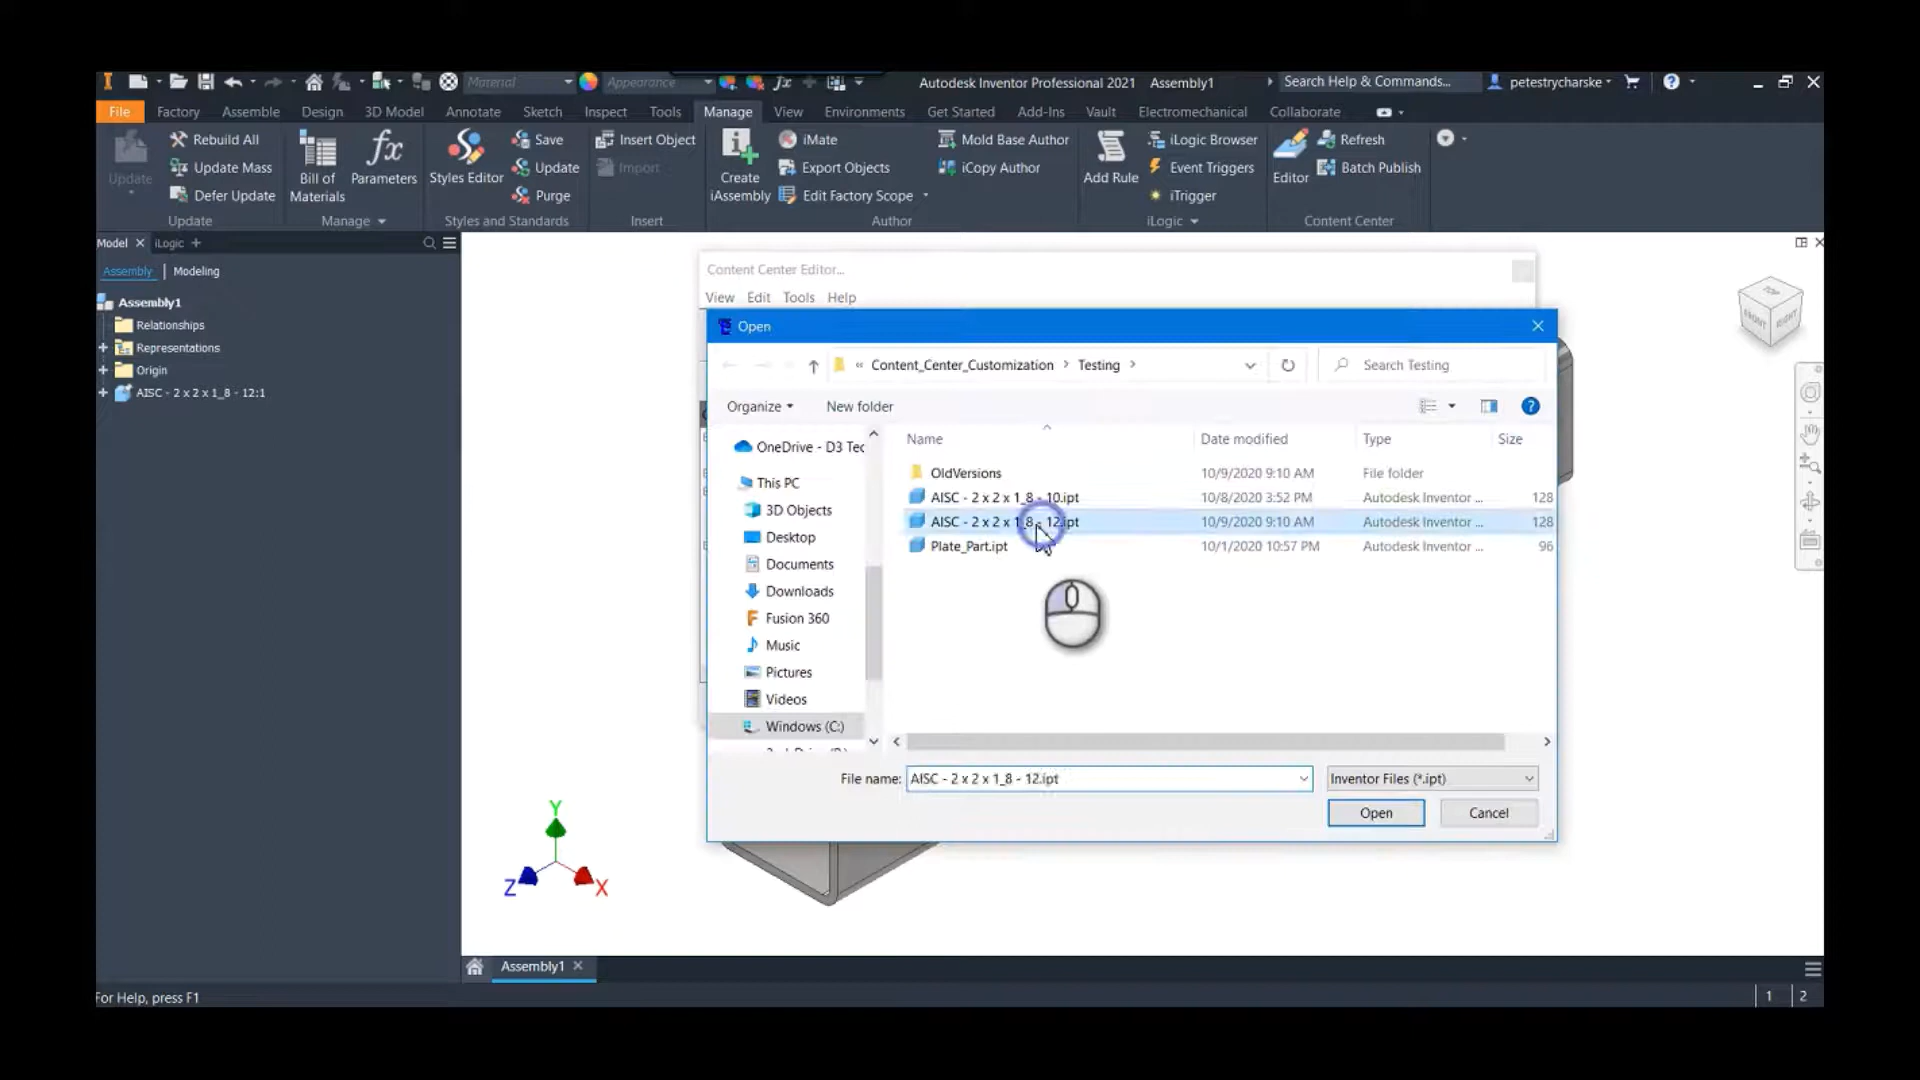 Material Appearance Autodesk Inventor Professional 2021 Assembly1 Search Help & Commands... petestrycharske
File Factory Assemble Design 3D Model Annotate Sketch Inspect Tools Manage View Environments Get Started Add-Ins Vault Electromechanical Collaborate
Update
Rebuild All
Update Mass
Defer Update
Update
Bill of Materials
Parameters
Manage
Styles Editor
Save
Update
Purge
Styles and Standards
Insert Object
Import
Insert
Create iAssembly
iMate
Export Objects
Edit Factory Scope
Mold Base Author
iCopy Author
Author
Add Rule
iLogic Browser
Event Triggers
iTrigger
iLogic
Editor
Refresh
Batch Publish
Content Center
Model iLogic +
Assembly | Modeling
Assembly1
Relationships
Representations
Origin
AISC - 2 x 2 x 1_8 - 12:1
Content Center Editor...
View Edit Tools Help
Open
« Content_Center_Customization > Testing > Search Testing
Organize New folder
OneDrive - D3 Tec
This PC
3D Objects
Desktop
Documents
Downloads
Fusion 360
Music
Pictures
Videos
Windows (C:)
Name Date modified Type Size
OldVersions 10/9/2020 9:10 AM File folder
AISC - 2 x 2 x 1_8 - 10.ipt 10/8/2020 3:52 PM Autodesk Inventor ... 128
AISC - 2 x 2 x 1_8 - 12.ipt 10/9/2020 9:10 AM Autodesk Inventor ... 128
Plate_Part.ipt 10/1/2020 10:57 PM Autodesk Inventor ... 96
File name: AISC - 2 x 2 x 1_8 - 12.ipt Inventor Files (*.ipt)
Open Cancel
TOP
FRONT RIGHT
Y
Z X
Assembly1
For Help, press F1 1 2